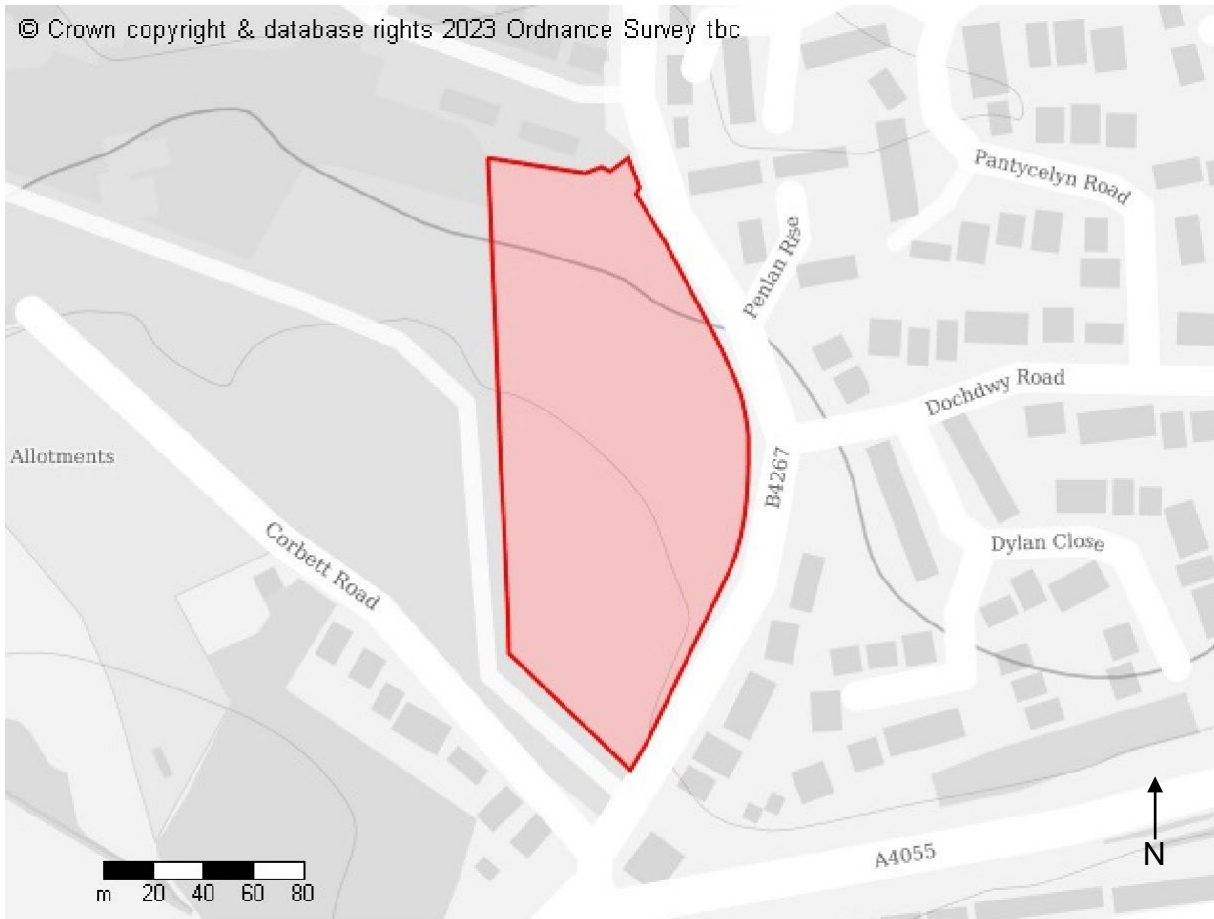 © Crown copyright & database rights 2023 Ordnance Survey tbc
Pantycelyn Road
Penlan Rise
Dochdwy Road
Allotments
B4267
Corbett Road
Dylan Close
A4055
N
m 20 40 60 80